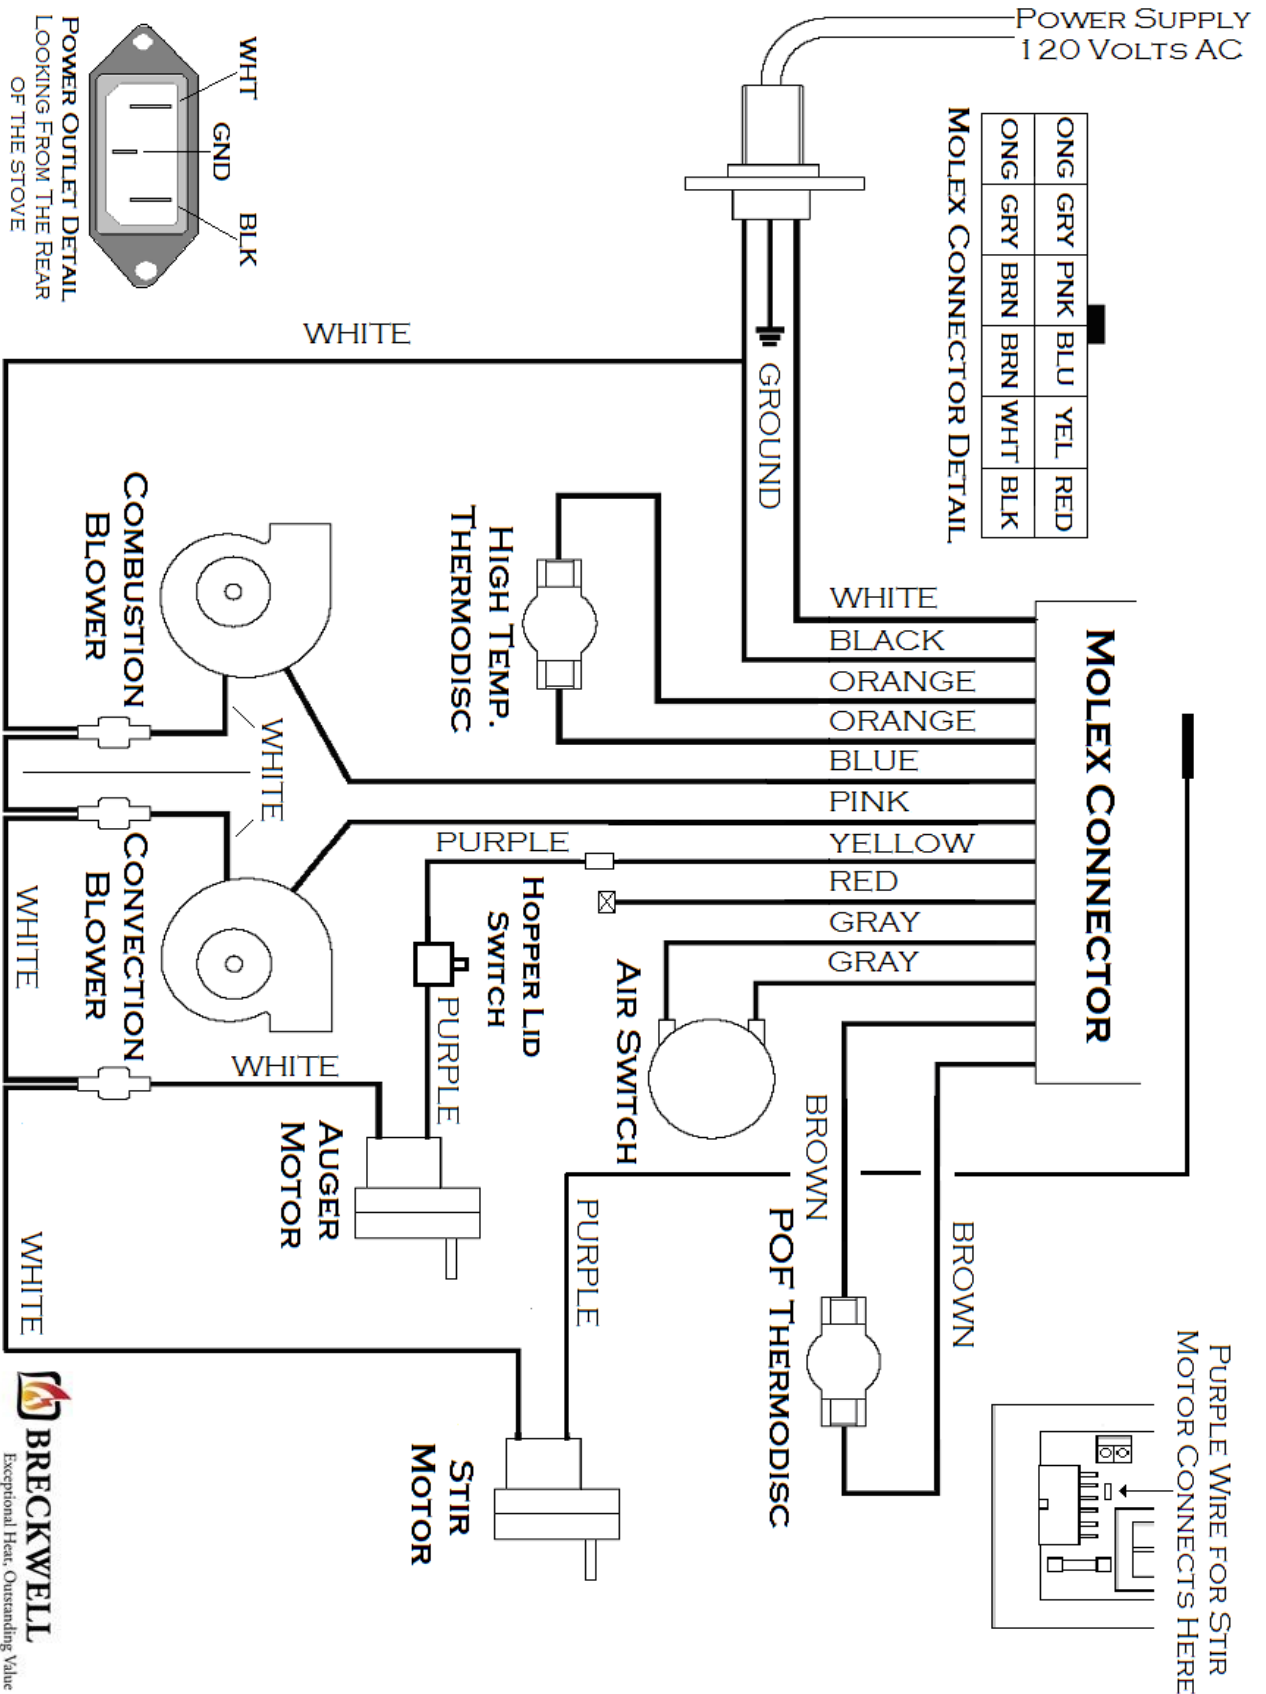 POWER SUPPLY
120 VOLTS AC
WHT
GND
BLK
POWER OUTLET DETAIL
LOOKING FROM THE REAR
OF THE STOVE
ONG GRY PNK BLU YEL RED
ONG GRY BRN BRN WHT BLK
MOLEX CONNECTOR DETAIL
WHITE
GROUND
COMBUSTION
BLOWER
HIGH TEMP.
THERMODISC
WHITE
BLACK
ORANGE
ORANGE
BLUE
PINK
YELLOW
RED
GRAY
GRAY
MOLEX CONNECTOR
WHITE
PURPLE
CONVECTION
BLOWER
WHITE
HOPPER LID
SWITCH
PURPLE
AIR SWITCH
WHITE
AUGER
MOTOR
BROWN
BROWN
PURPLE
POF THERMODISC
WHITE
STIR
MOTOR
PURPLE WIRE FOR STIR
MOTOR CONNECTS HERE
BRECKWELL
Exceptional Heat, Outstanding Value